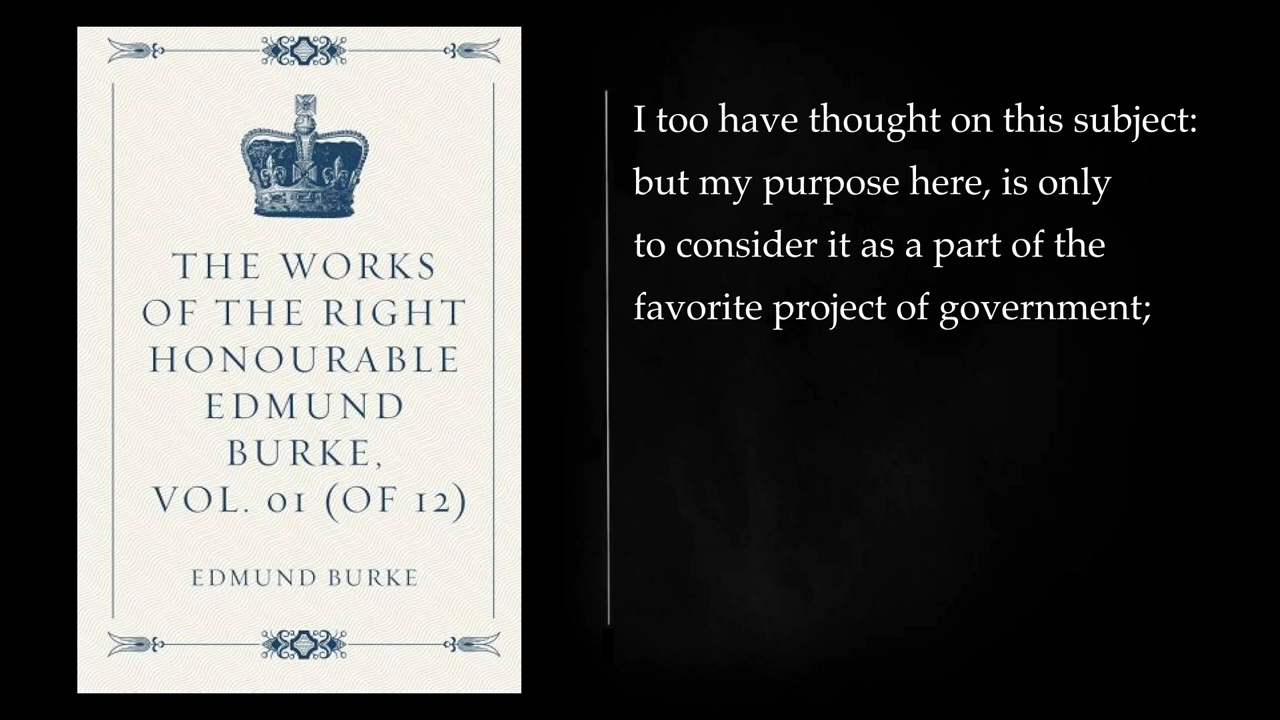 THE WORKS
OF THE RIGHT
HONOURABLE
EDMUND
BURKE,
VOL. 01 (OF 12)
EDMUND BURKE
I too have thought on this subject:
but my purpose here, is only
to consider it as a part of the
favorite project of government;